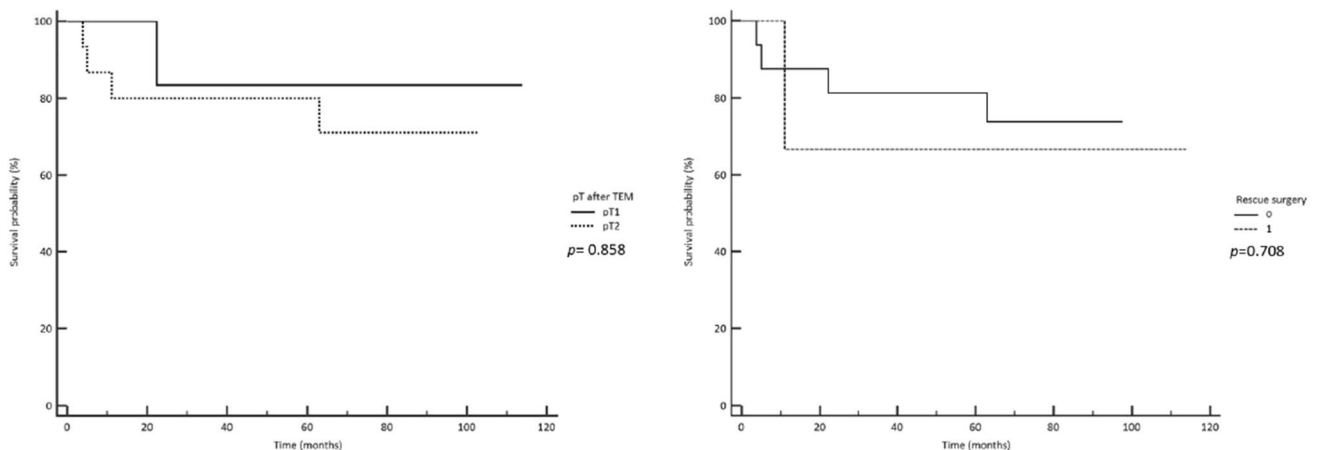 100
80
60
40
20
0
Survival probability (%)
0 20 40 60 80 100 120
Time (months)
pT after TEM
pT1
pT2
p= 0.858
100
80
60
40
20
0
Survival probability (%)
0 20 40 60 80 100 120
Time (months)
Rescue surgery
0
1
p=0.708